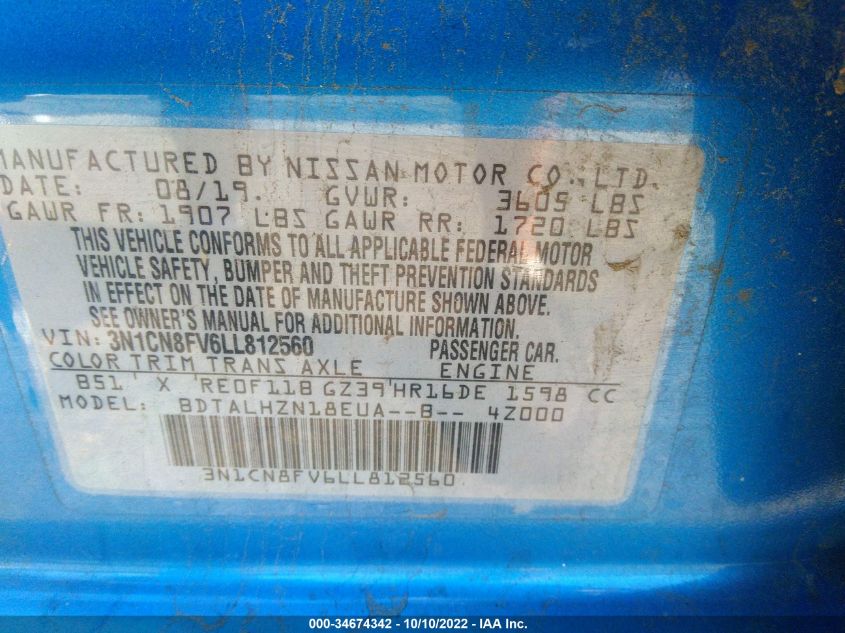 MANUFACTURED BY NISSAN MOTOR CO., LTD.
DATE: 08/19. GVWR: 3605 LBS
GAWR FR: 1907 LBS GAWR RR: 1720 LBS
THIS VEHICLE CONFORMS TO ALL APPLICABLE FEDERAL MOTOR
VEHICLE SAFETY, BUMPER AND THEFT PREVENTION STANDARDS
IN EFFECT ON THE DATE OF MANUFACTURE SHOWN ABOVE.
SEE OWNER'S MANUAL FOR ADDITIONAL INFORMATION.
VIN: 3N1CN8FV6LL812560 PASSENGER CAR.
COLOR TRIM TRANS AXLE ENGINE
B51 X RE0F11B GZ39 HR16DE 1598 CC
MODEL: BDTALHZN18EUA--B-- 4Z000
3N1CN8FV6LL812560
000-34674342 - 10/10/2022 - IAA Inc.